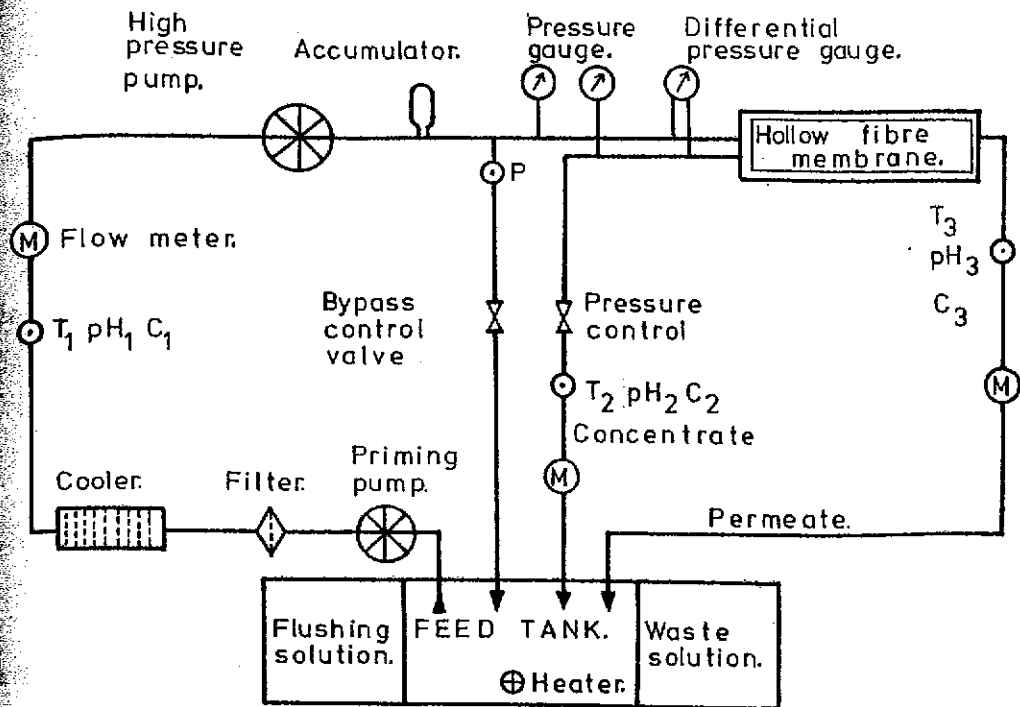 High
pressure
pump.
Accumulator.
Pressure
gauge.
Differential
pressure gauge.
Hollow fibre
membrane.
P
M
Flow meter.
T₁ pH₁ C₁
Bypass
control
valve
Pressure
control
T₃
pH₃
C₃
M
T₂ pH₂ C₂
Concentrate
M
Cooler.
Filter.
Priming
pump.
Permeate.
Flushing
solution.
FEED TANK.
Waste
solution.
Heater.